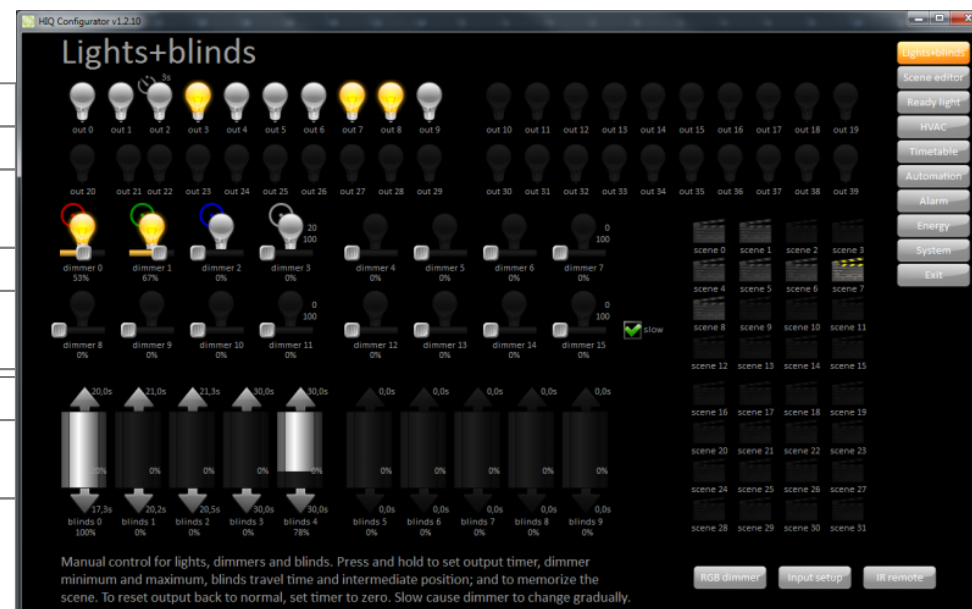 HIQ Configurator v1.2.10
Lights+blinds
3s
out 0 out 1 out 2 out 3 out 4 out 5 out 6 out 7 out 8 out 9 out 10 out 11 out 12 out 13 out 14 out 15 out 16 out 17 out 18 out 19
out 20 out 21 out 22 out 23 out 24 out 25 out 26 out 27 out 28 out 29 out 30 out 31 out 32 out 33 out 34 out 35 out 36 out 37 out 38 out 39
20 0
100 100
dimmer 0 dimmer 1 dimmer 2 dimmer 3 dimmer 4 dimmer 5 dimmer 6 dimmer 7
53% 67% 0% 0% 0% 0% 0% 0%
0 0
100 100
dimmer 8 dimmer 9 dimmer 10 dimmer 11 dimmer 12 dimmer 13 dimmer 14 dimmer 15
0% 0% 0% 0% 0% 0% 0% 0%
slow
20,0s 21,0s 21,3s 30,0s 30,0s 0,0s 0,0s 0,0s 0,0s 0,0s
20% 0% 0% 0% 0% 0% 0% 0% 0% 0%
17,3s 20,2s 20,5s 30,0s 30,0s 0,0s 0,0s 0,0s 0,0s 0,0s
blinds 0 blinds 1 blinds 2 blinds 3 blinds 4 blinds 5 blinds 6 blinds 7 blinds 8 blinds 9
100% 0% 0% 0% 78% 0% 0% 0% 0% 0%
scene 0 scene 1 scene 2 scene 3
scene 4 scene 5 scene 6 scene 7
scene 8 scene 9 scene 10 scene 11
scene 12 scene 13 scene 14 scene 15
scene 16 scene 17 scene 18 scene 19
scene 20 scene 21 scene 22 scene 23
scene 24 scene 25 scene 26 scene 27
scene 28 scene 29 scene 30 scene 31
Lights+blinds
Scene editor
Ready light
HVAC
Timetable
Automation
Alarm
Energy
System
Exit
Manual control for lights, dimmers and blinds. Press and hold to set output timer, dimmer
minimum and maximum, blinds travel time and intermediate position; and to memorize the
scene. To reset output back to normal, set timer to zero. Slow cause dimmer to change gradually.
RGB dimmer Input setup IR remote